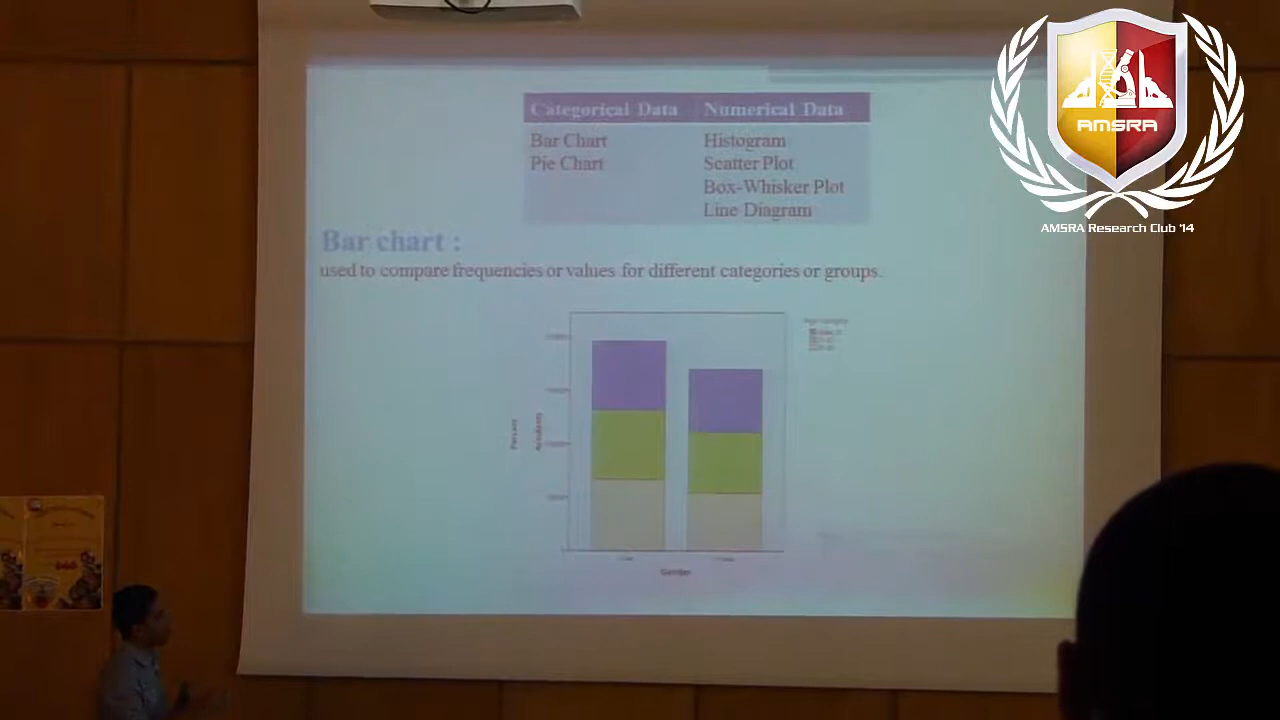 Categorical Data Numerical Data
Bar Chart Histogram
Pie Chart Scatter Plot
Box-Whisker Plot
Line Diagram
Bar chart :
used to compare frequencies or values for different categories or groups.
Percent
Gender
AMSRA
AMSRA Research Club '14